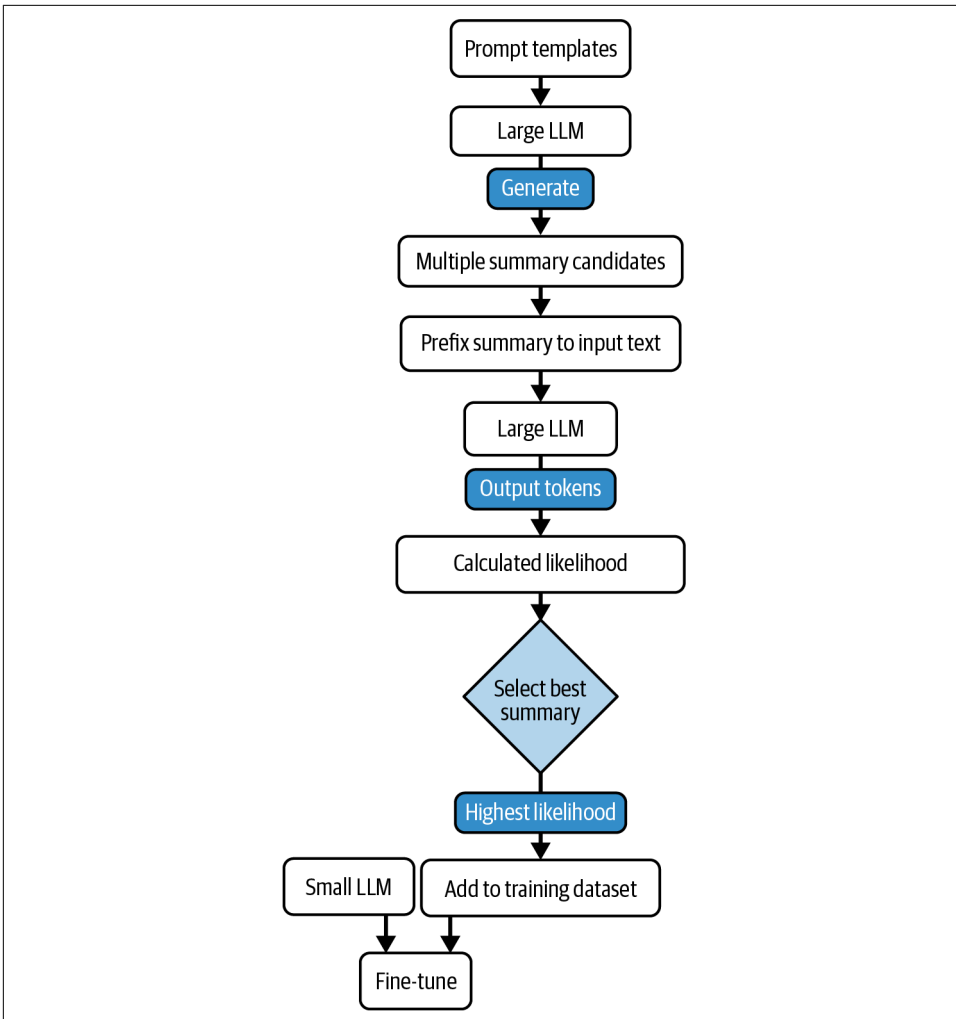 Prompt templates
Large LLM
Generate
Multiple summary candidates
Prefix summary to input text
Large LLM
Output tokens
Calculated likelihood
Select best
summary
Highest likelihood
Small LLM
Add to training dataset
Fine-tune